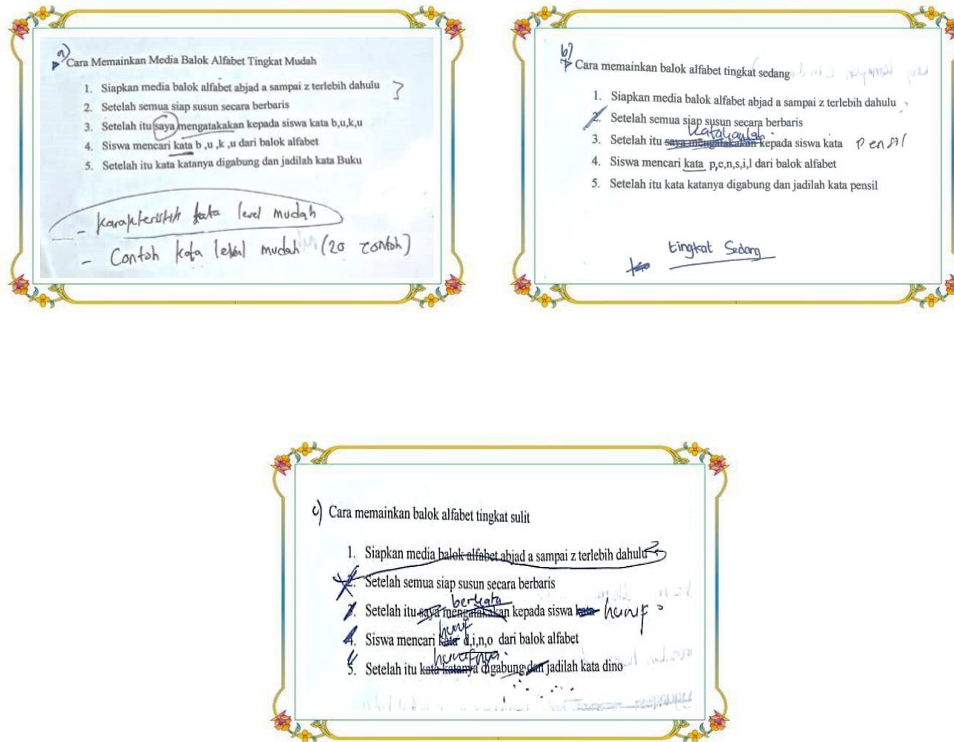 a) Cara Memainkan Media Balok Alfabet Tingkat Mudah
1. Siapkan media balok alfabet abjad a sampai z terlebih dahulu ?
2. Setelah semua siap susun secara berbaris
3. Setelah itu saya mengatakakan kepada siswa kata b,u,k,u
4. Siswa mencari kata b ,u ,k ,u dari balok alfabet
5. Setelah itu kata katanya digabung dan jadilah kata Buku
- Karakteristik kata level mudah
- Contoh kata level mudah (20 contoh)
b) Cara memainkan balok alfabet tingkat sedang
1. Siapkan media balok alfabet abjad a sampai z terlebih dahulu
2. Setelah semua siap susun secara berbaris
katakanlah
3. Setelah itu saya mengatakakan kepada siswa kata pensil
4. Siswa mencari kata p,e,n,s,i,l dari balok alfabet
5. Setelah itu kata katanya digabung dan jadilah kata pensil
tingkat Sedang
c) Cara memainkan balok alfabet tingkat sulit
1. Siapkan media balok alfabet abjad a sampai z terlebih dahulu
2. Setelah semua siap susun secara berbaris
berkata
3. Setelah itu saya mengatakakan kepada siswa kata huruf
huruf
4. Siswa mencari kata d,i,n,o dari balok alfabet
hurufnya
5. Setelah itu kata katanya digabung dan jadilah kata dino